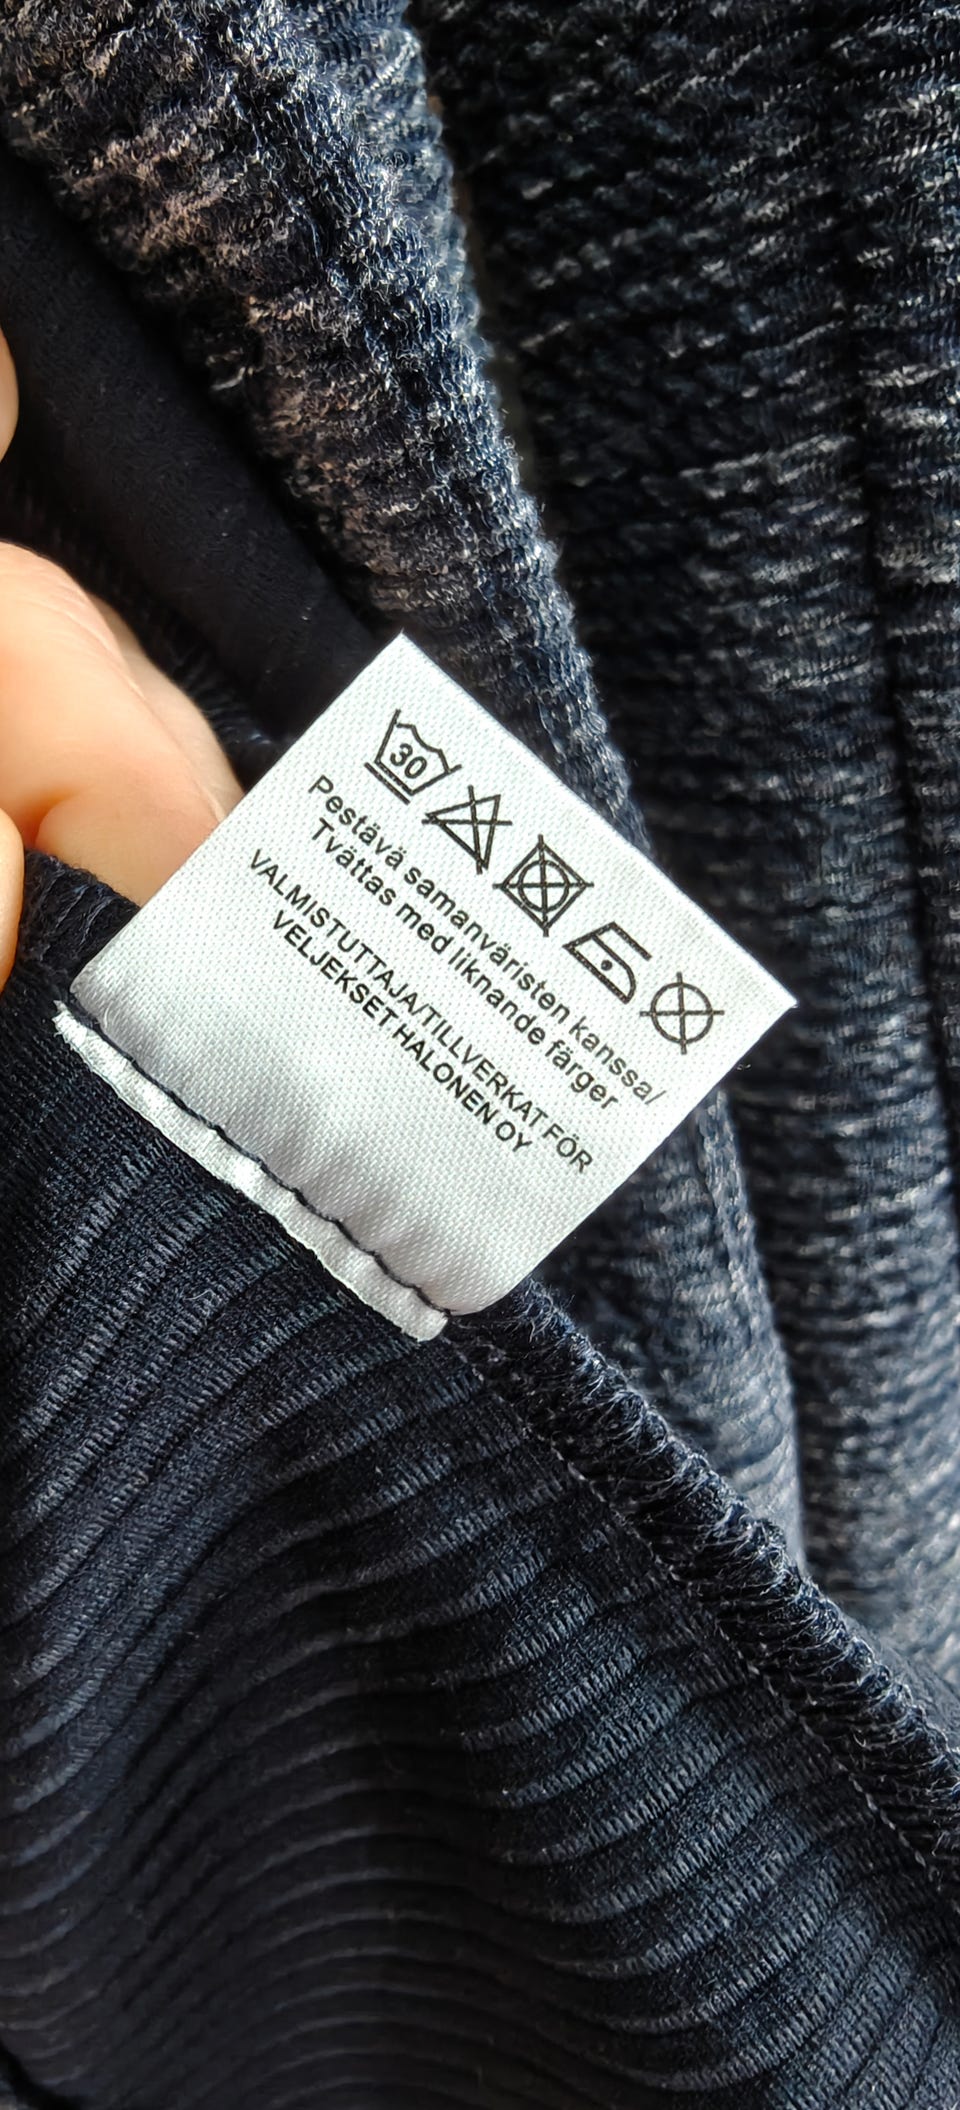 30
Pestävä samanväristen kanssa/
Tvättas med liknande färger
VALMISTUTTAJA/TILLVERKAT FÖR
VELJEKSET HALONEN OY